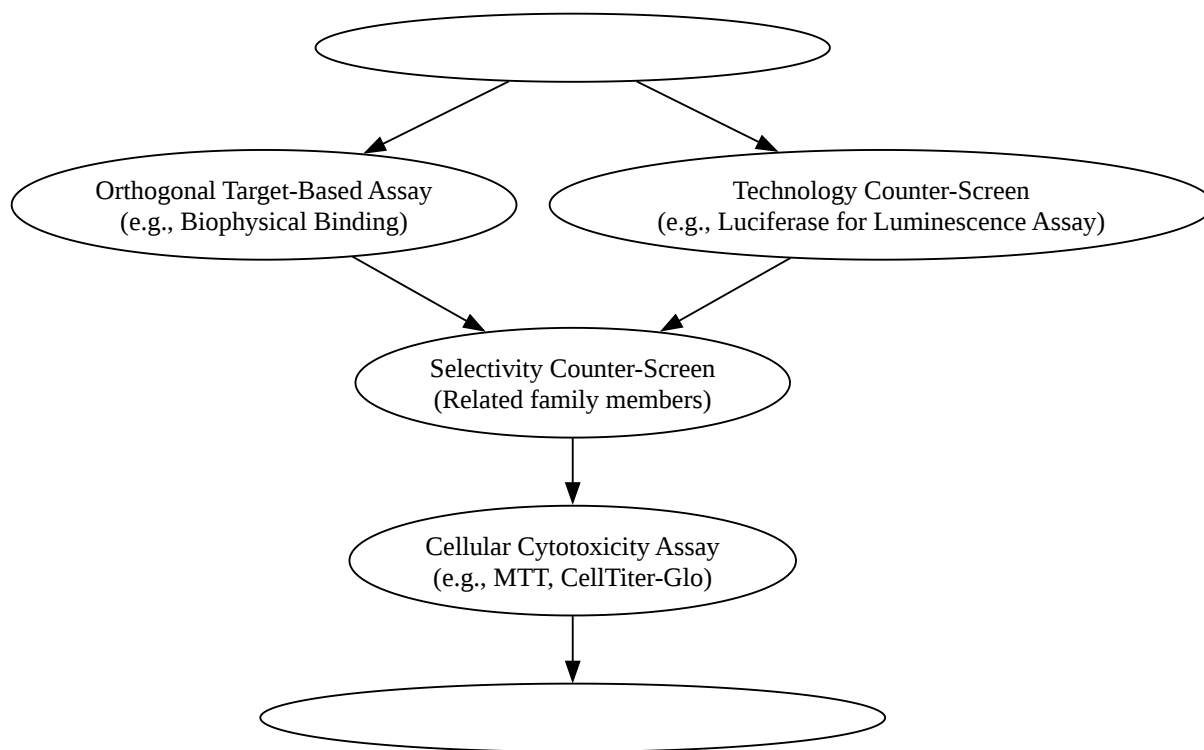 Orthogonal Target-Based Assay
(e.g., Biophysical Binding)
Technology Counter-Screen
(e.g., Luciferase for Luminescence Assay)
Selectivity Counter-Screen
(Related family members)
Cellular Cytotoxicity Assay
(e.g., MTT, CellTiter-Glo)